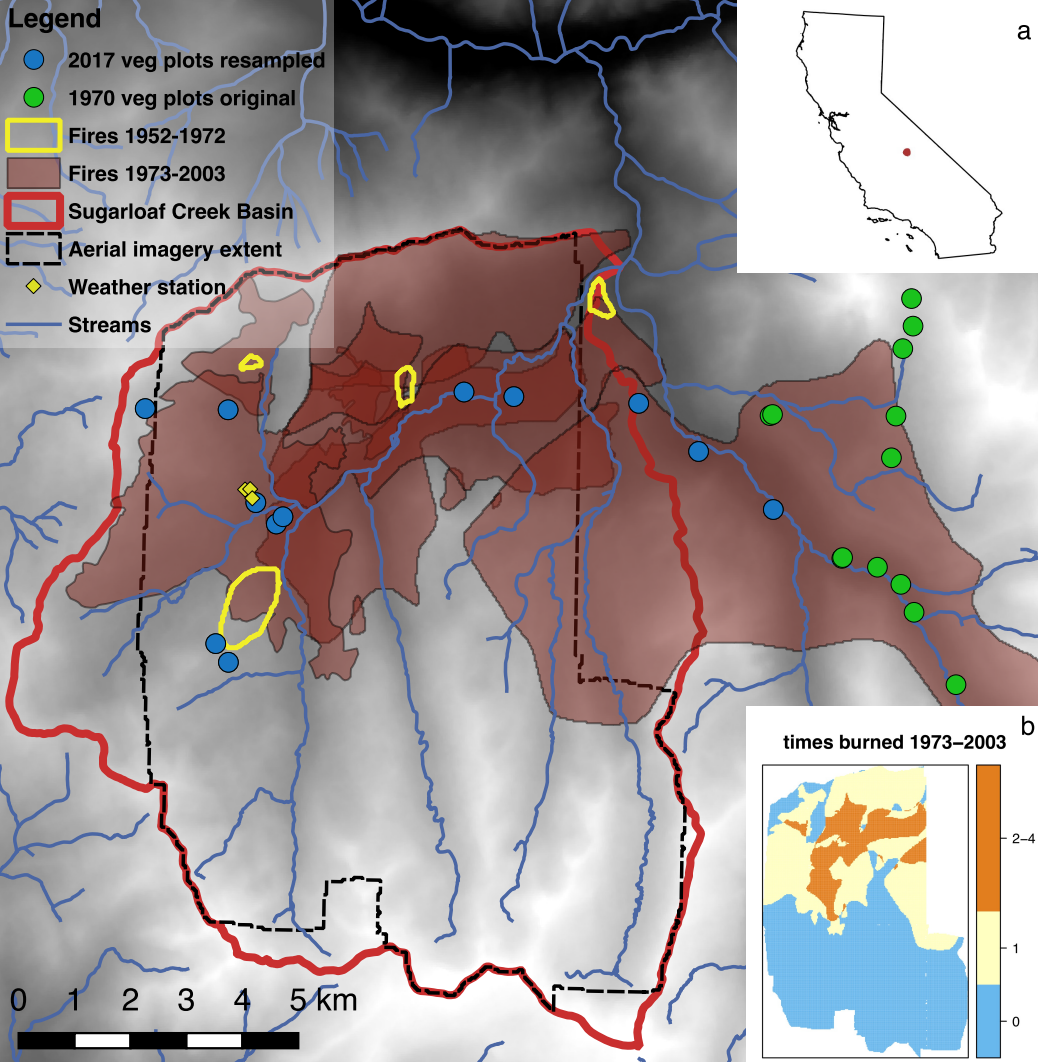 Legend
2017 veg plots resampled
1970 veg plots original
Fires 1952-1972
Fires 1973-2003
Sugarloaf Creek Basin
Aerial imagery extent
Weather station
Streams
a
0 1 2 3 4 5 km
b
times burned 1973–2003
2–4
1
0